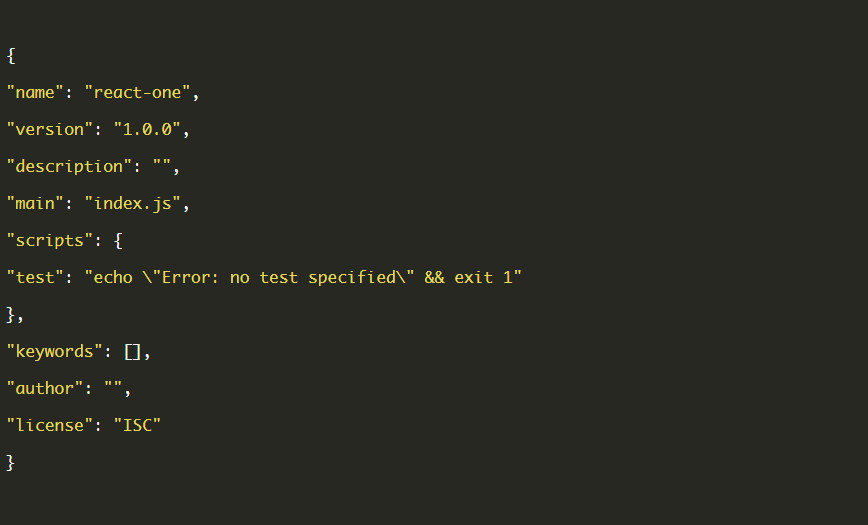 {
"name": "react-one",
"version": "1.0.0",
"description": "",
"main": "index.js",
"scripts": {
"test": "echo \"Error: no test specified\" && exit 1"
},
"keywords": [],
"author": "",
"license": "ISC"
}